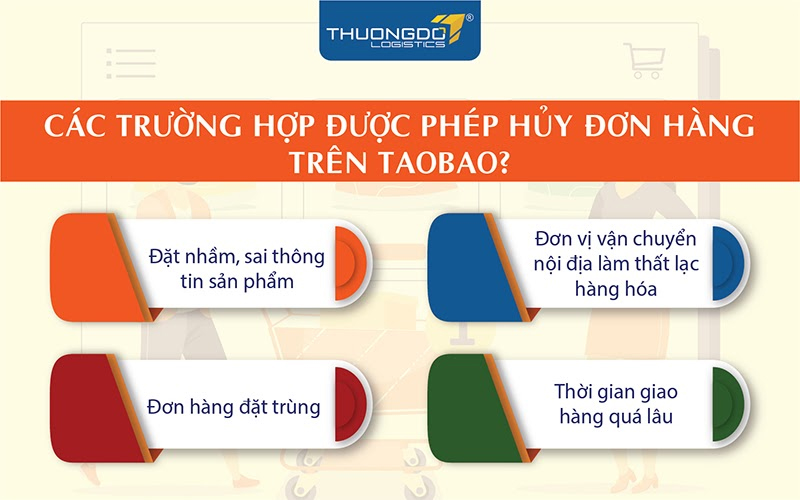 THUONGDO
LOGISTICS
®
CÁC TRƯỜNG HỢP ĐƯỢC PHÉP HỦY ĐƠN HÀNG
TRÊN TAOBAO?
Đặt nhầm, sai thông
tin sản phẩm
Đơn vị vận chuyển
nội địa làm thất lạc
hàng hóa
Đơn hàng đặt trùng
Thời gian giao
hàng quá lâu